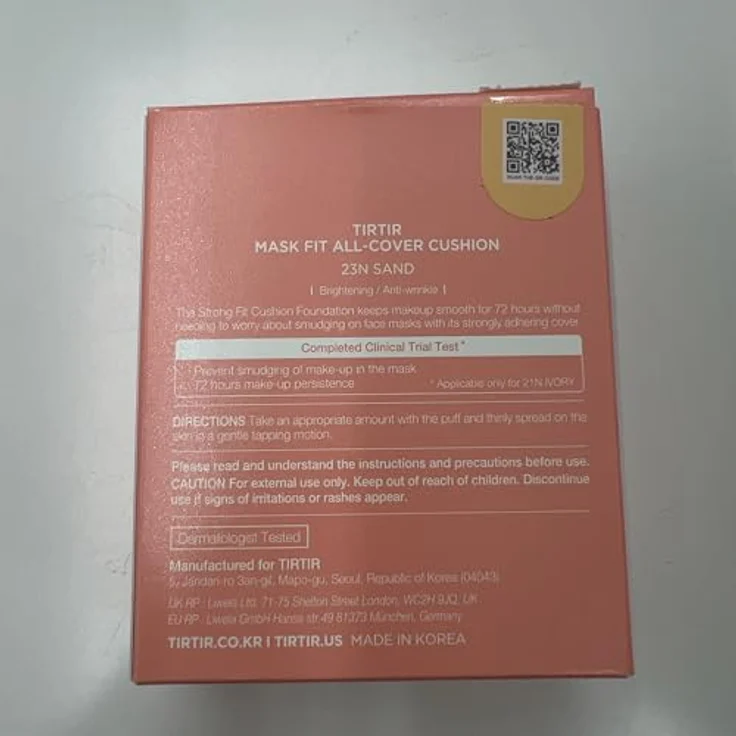 SCAN THE QR CODE
TIRTIR
MASK FIT ALL-COVER CUSHION
23N SAND
| Brightening / Anti-wrinkle |
The Strong Fit Cushion Foundation keeps makeup smooth for 72 hours without
needing to worry about smudging on face masks with its strongly adhering cover.
Completed Clinical Trial Test*
Prevent smudging of make-up in the mask
72 hours make-up persistence
* Applicable only for 21N IVORY
DIRECTIONS Take an appropriate amount with the puff and thinly spread on the
skin in a gentle tapping motion.
Please read and understand the instructions and precautions before use.
CAUTION For external use only. Keep out of reach of children. Discontinue
use if signs of irritations or rashes appear.
Dermatologist Tested
Manufactured for TIRTIR
5, Jandari-ro 3an-gil, Mapo-gu, Seoul, Republic of Korea (04043)
UK RP : Liweis Ltd. 71-75 Shelton Street London, WC2H 9JQ, UK
EU RP : GmbH Hansa str.49 81373 München, Germany
TIRTIR.CO.KR I TIRTIR.US MADE IN KOREA